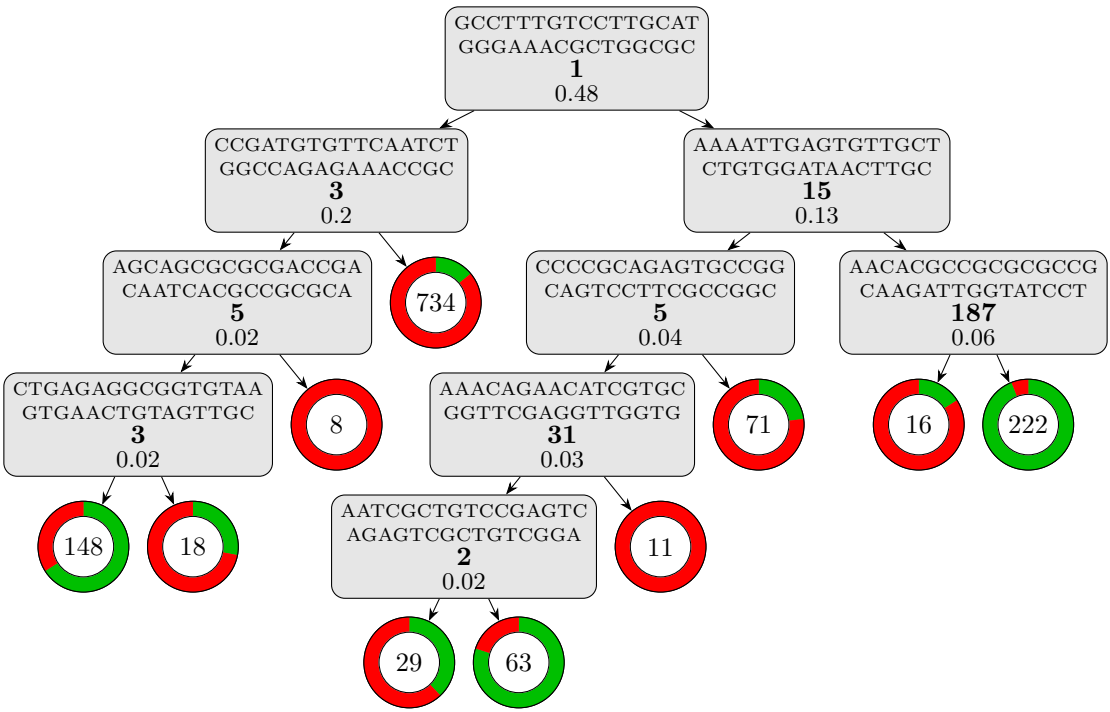 GCCTTTGTCCTTGCAT
GGGAAACGCTGGCGC
1
0.48
CCGATGTGTTCAATCT
GGCCAGAGAAACCGC
3
0.2
AAAATTGAGTGTTGCT
CTGTGGATAACTTGC
15
0.13
AGCAGCGCGCGACCGA
CAATCACGCCGCGCA
5
0.02
734
CCCCGCAGAGTGCCGG
CAGTCCTTCGCCGGC
5
0.04
AACACGCCGCGCGCCG
CAAGATTGGTATCCT
187
0.06
CTGAGAGGCGGTGTAA
GTGAACTGTAGTTGC
3
0.02
8
AAACAGAACATCGTGC
GGTTCGAGGTTGGTG
31
0.03
71
16
222
148
18
AATCGCTGTCCGAGTC
AGAGTCGCTGTCGGA
2
0.02
11
29
63